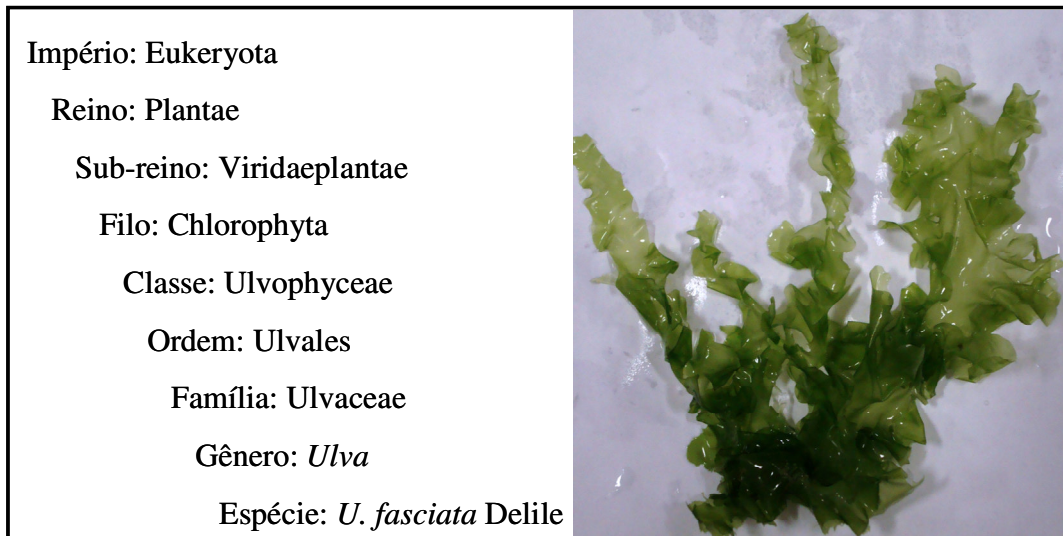 Império: Eukeryota
Reino: Plantae
Sub-reino: Viridaeplantae
Filo: Chlorophyta
Classe: Ulvophyceae
Ordem: Ulvales
Família: Ulvaceae
Gênero: Ulva
Espécie: U. fasciata Delile